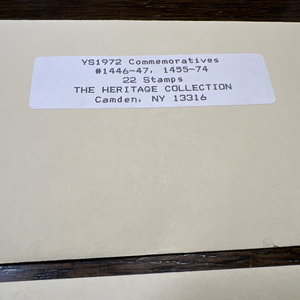 YS1972 Commemoratives
#1446-47, 1455-74
22 Stamps
THE HERITAGE COLLECTION
Camden, NY 13316